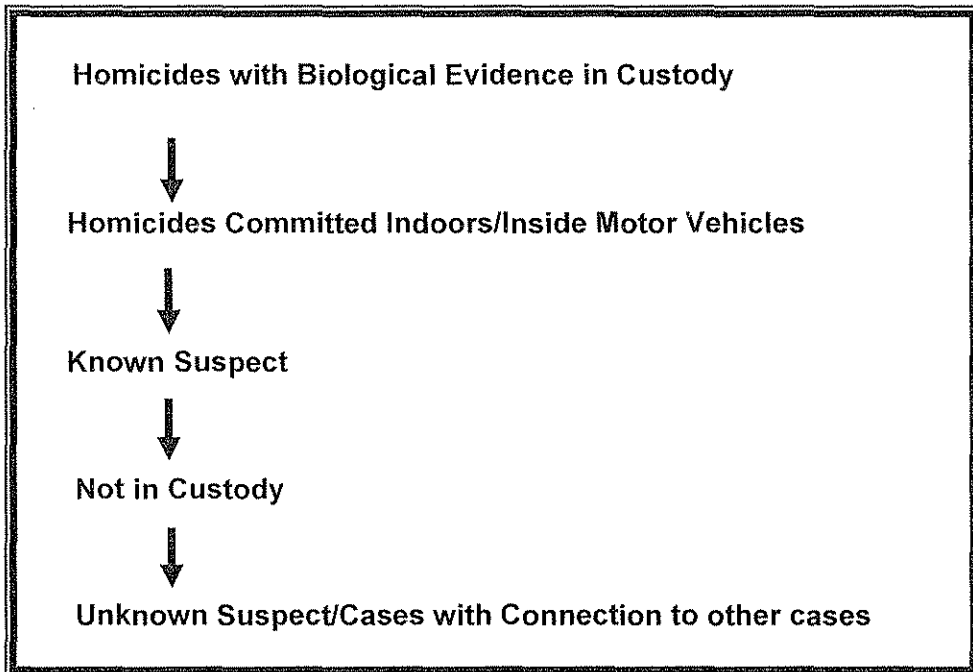 Homicides with Biological Evidence in Custody
Homicides Committed Indoors/Inside Motor Vehicles
Known Suspect
Not in Custody
Unknown Suspect/Cases with Connection to other cases